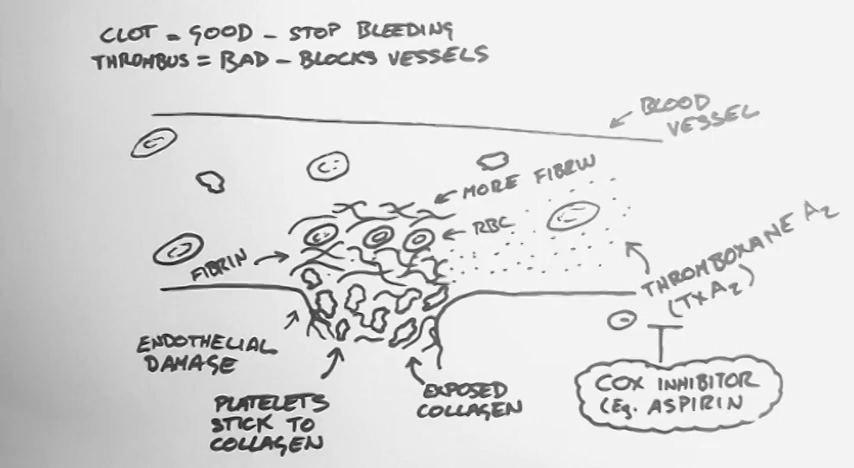 CLOT = GOOD - STOP BLEEDING
THROMBUS = BAD - BLOCKS VESSELS
BLOOD
VESSEL
MORE FIBRIN
RBC
FIBRIN
THROMBOXANE A2
(TXA2)
ENDOTHELIAL
DAMAGE
PLATELETS
STICK TO
COLLAGEN
EXPOSED
COLLAGEN
COX INHIBITOR
(Eg. ASPIRIN